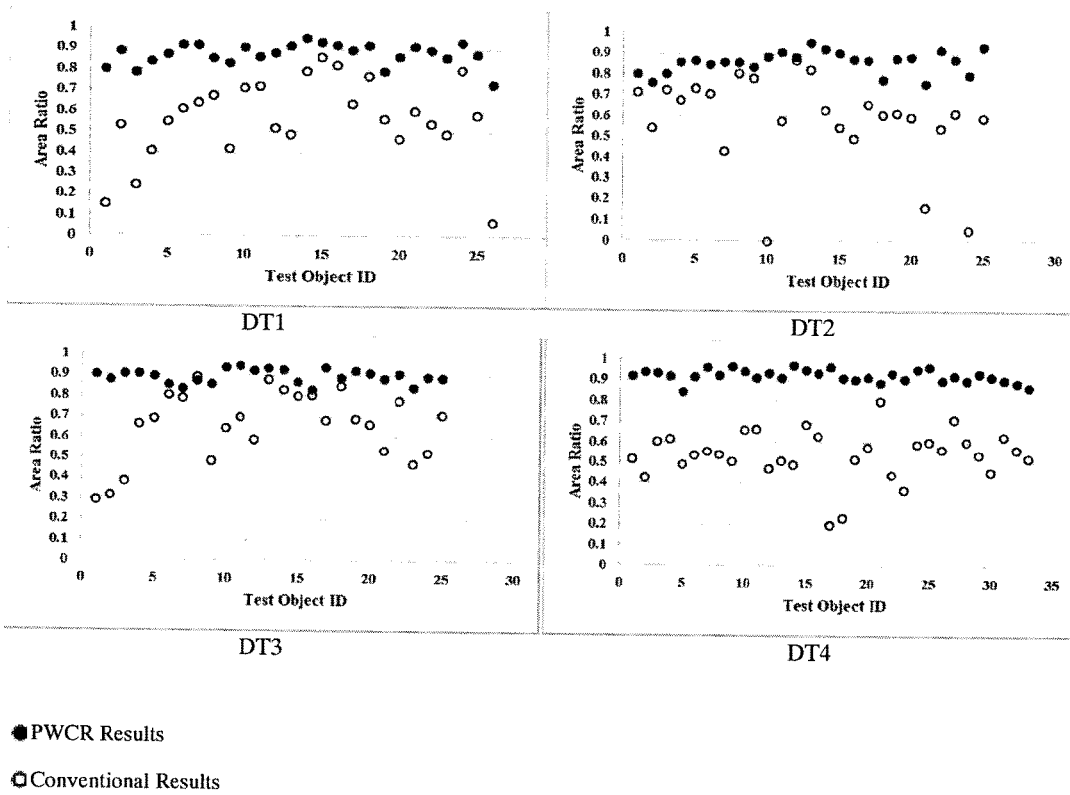 1
0.9
0.8
0.7
0.6
0.5
0.4
0.3
0.2
0.1
0
Area Ratio
0 5 10 15 20 25
Test Object ID
DT1
1
0.9
0.8
0.7
0.6
0.5
0.4
0.3
0.2
0.1
0
Area Ratio
0 5 10 15 20 25 30
Test Object ID
DT2
1
0.9
0.8
0.7
0.6
0.5
0.4
0.3
0.2
0.1
0
Area Ratio
0 5 10 15 20 25 30
Test Object ID
DT3
1
0.9
0.8
0.7
0.6
0.5
0.4
0.3
0.2
0.1
0
Area Ratio
0 5 10 15 20 25 30 35
Test Object ID
DT4
PWCR Results
Conventional Results